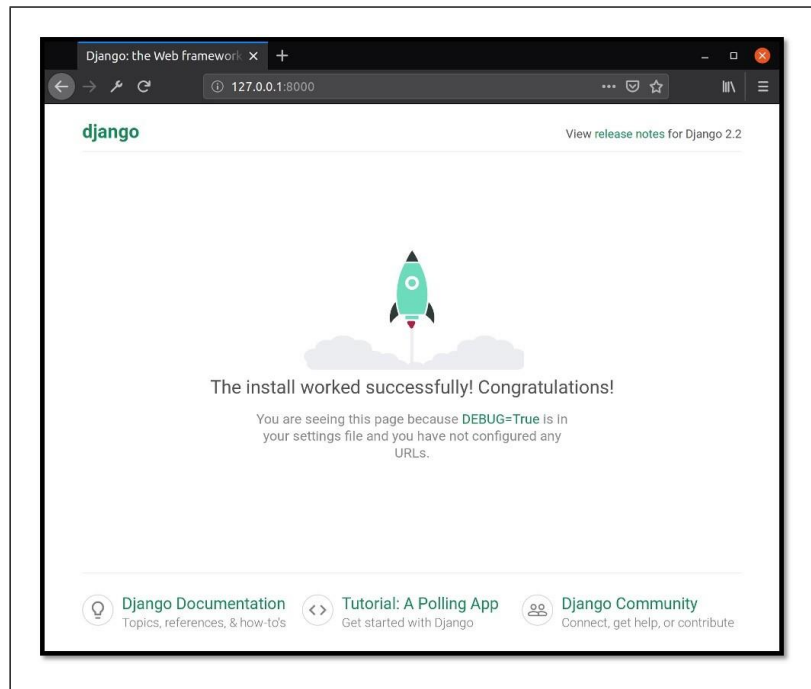 Django: the Web framework
127.0.0.1:8000
django
View release notes for Django 2.2
The install worked successfully! Congratulations!
You are seeing this page because DEBUG=True is in
your settings file and you have not configured any
URLs.
Django Documentation
Topics, references, & how-to's
Tutorial: A Polling App
Get started with Django
Django Community
Connect, get help, or contribute